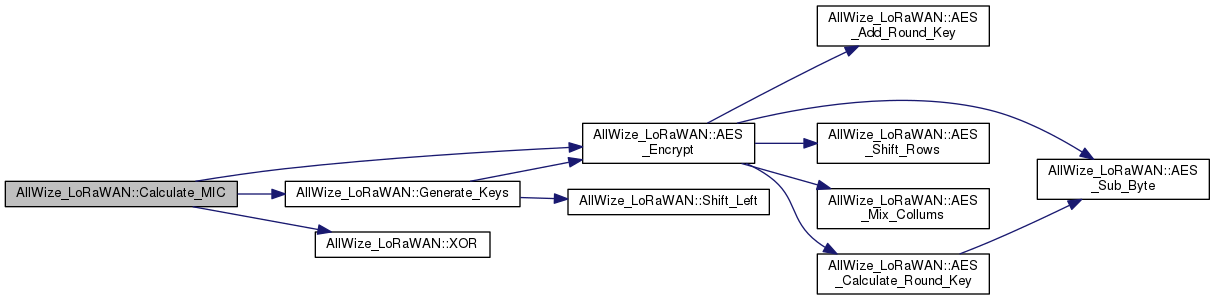 AllWize_LoRaWAN::Calculate_MIC
AllWize_LoRaWAN::Generate_Keys
AllWize_LoRaWAN::XOR
AllWize_LoRaWAN::AES
_Encrypt
AllWize_LoRaWAN::Shift_Left
AllWize_LoRaWAN::AES
_Add_Round_Key
AllWize_LoRaWAN::AES
_Shift_Rows
AllWize_LoRaWAN::AES
_Mix_Collums
AllWize_LoRaWAN::AES
_Calculate_Round_Key
AllWize_LoRaWAN::AES
_Sub_Byte